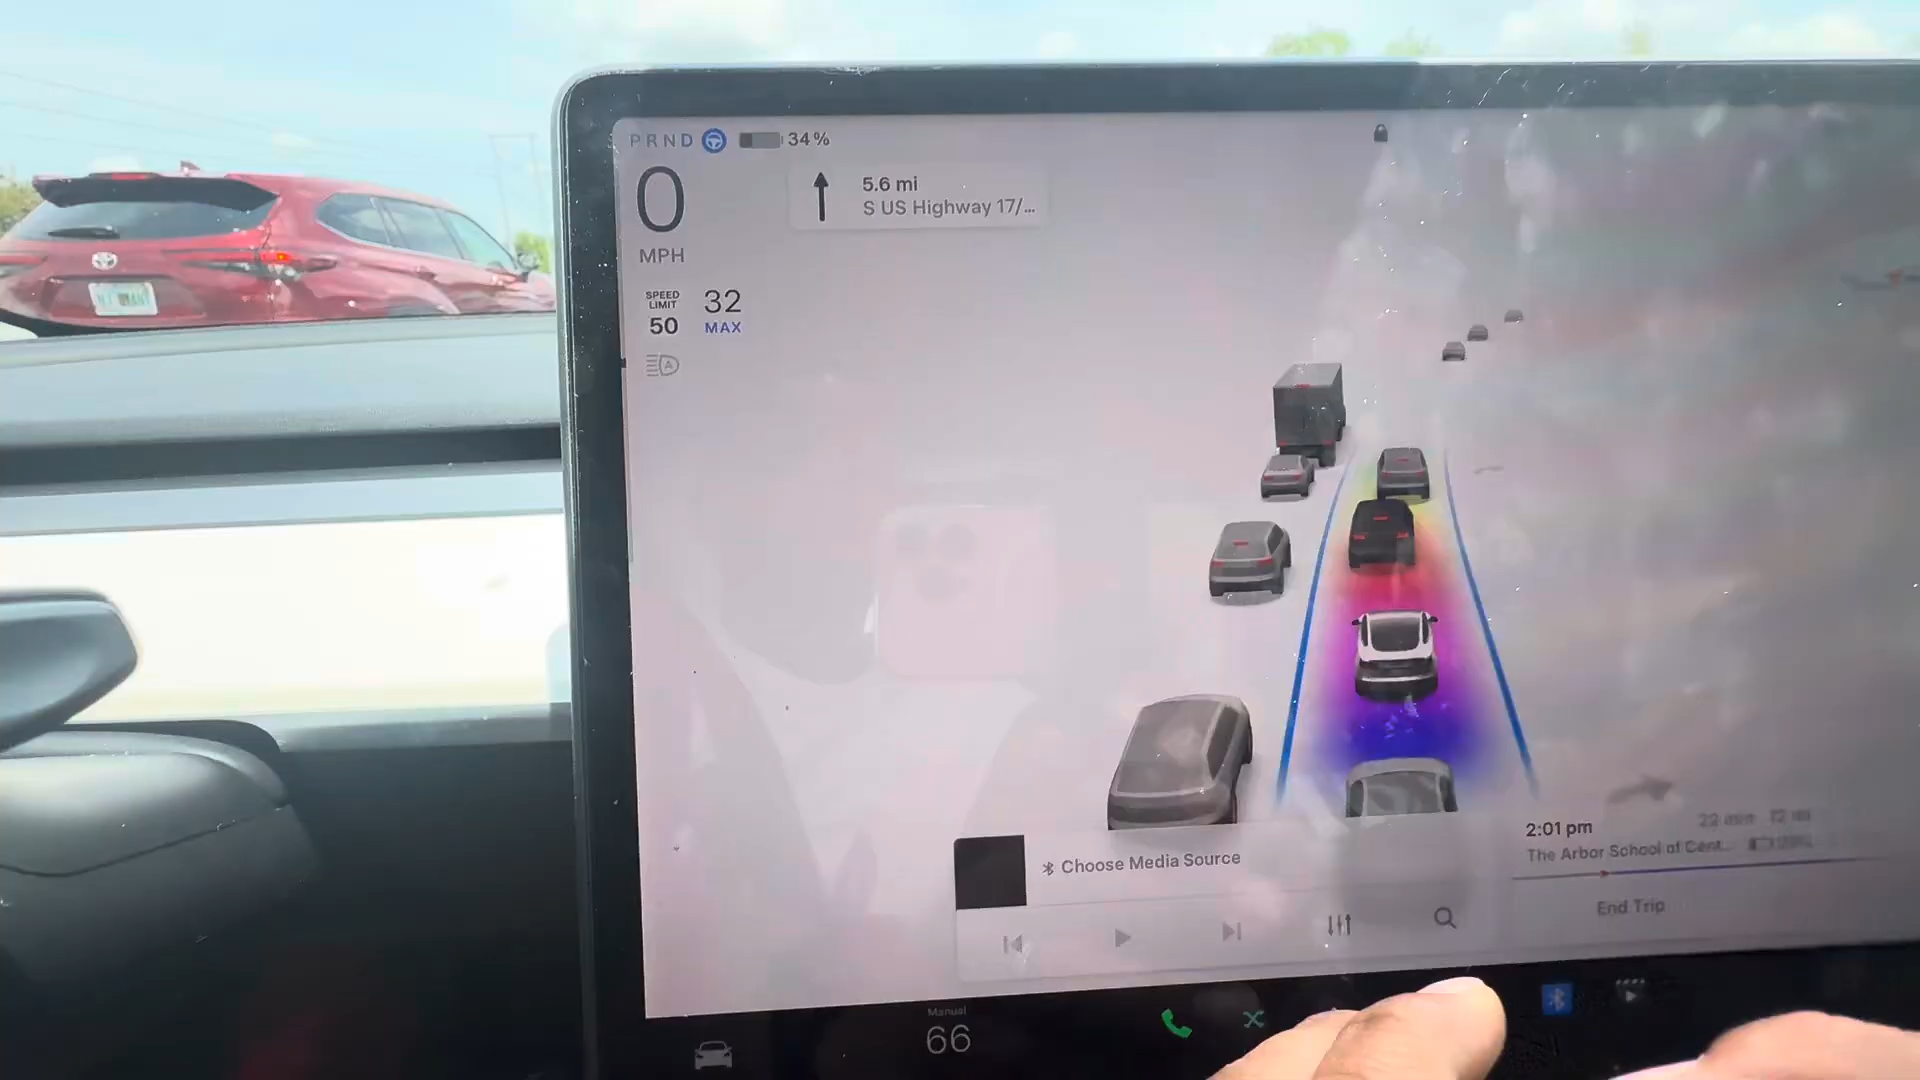 P R N D
34%
0
MPH
5.6 mi
S US Highway 17/...
SPEED
LIMIT
50
32
MAX
A
Choose Media Source
2:01 pm
The Arbor School of Cent...
End Trip
Manual
66